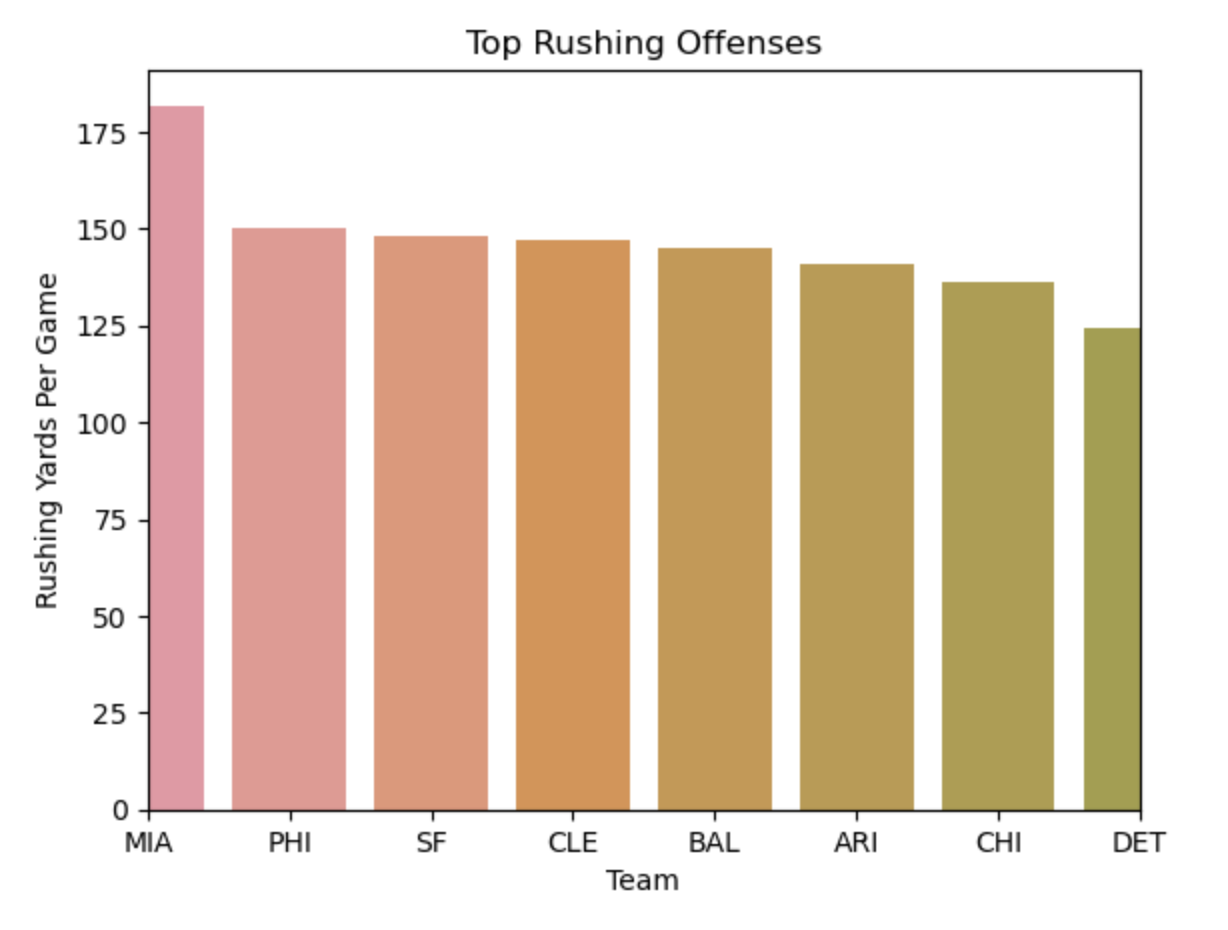 Top Rushing Offenses
Rushing Yards Per Game
175
150
125
100
75
50
25
0
MIA PHI SF CLE BAL ARI CHI DET
Team